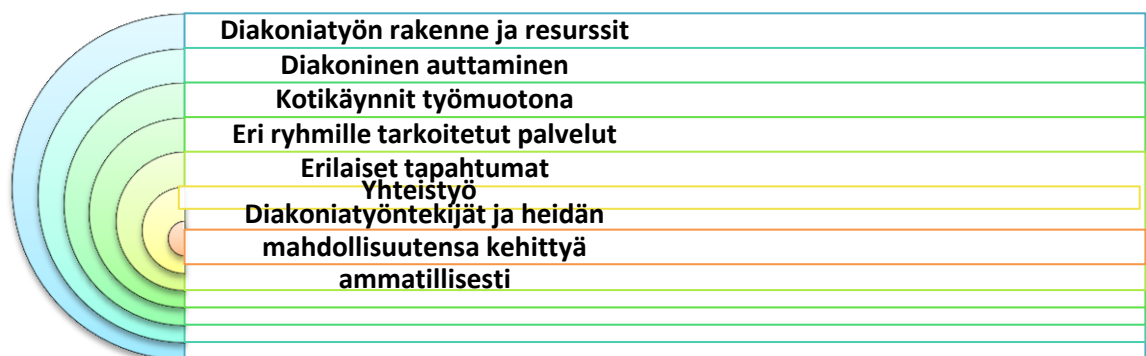 Diakoniatyön rakenne ja resurssit
Diakoninen auttaminen
Kotikäynnit työmuotona
Eri ryhmille tarkoitetut palvelut
Erilaiset tapahtumat
Yhteistyö
Diakoniatyöntekijät ja heidän
mahdollisuutensa kehittyä
ammatillisesti